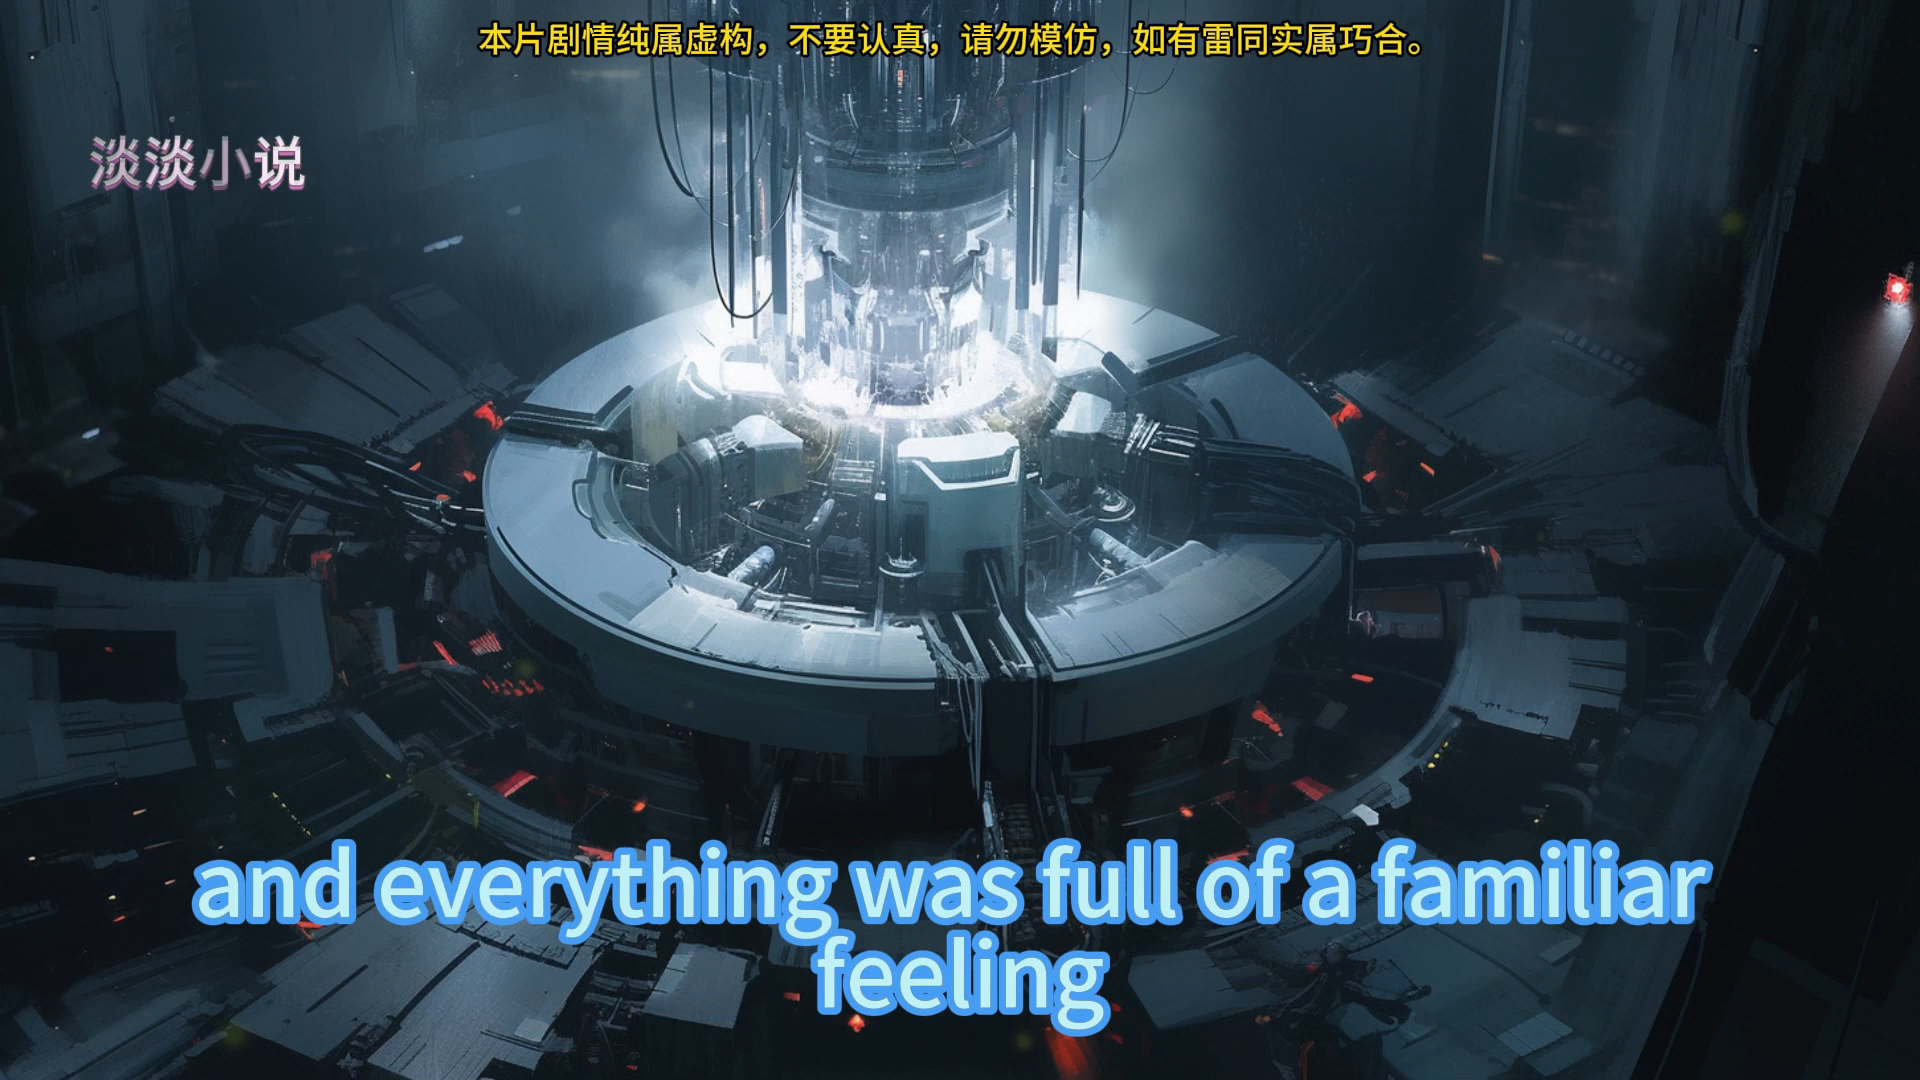 本片剧情纯属虚构，不要认真，请勿模仿，如有雷同实属巧合。
淡淡小说
and everything was full of a familiar
feeling